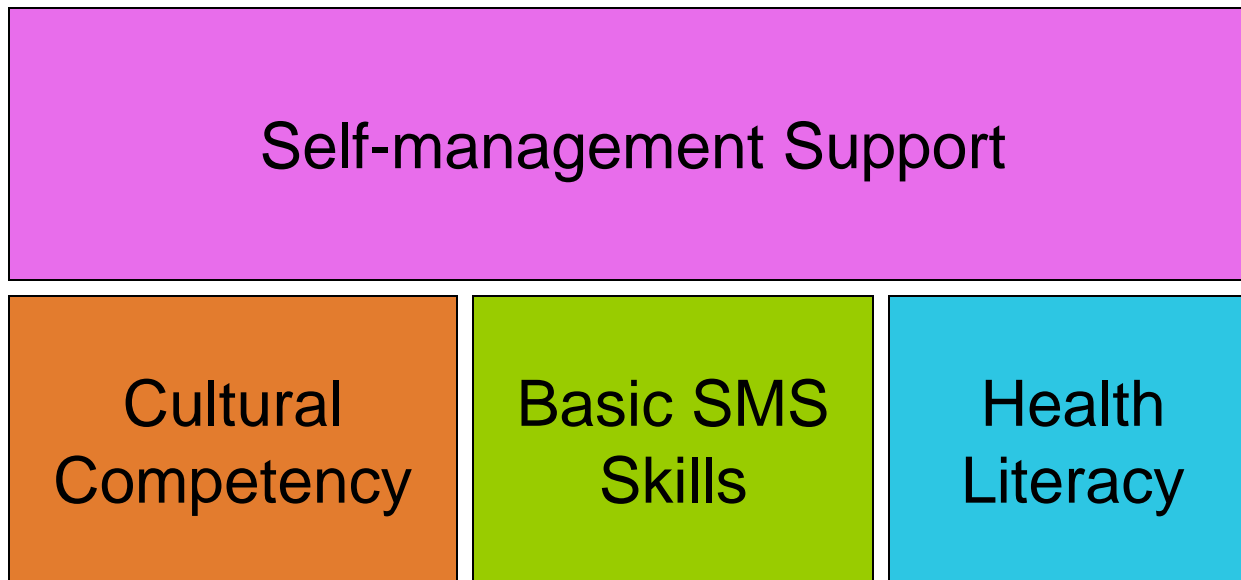 Self-management Support
Cultural
Competency
Basic SMS
Skills
Health
Literacy